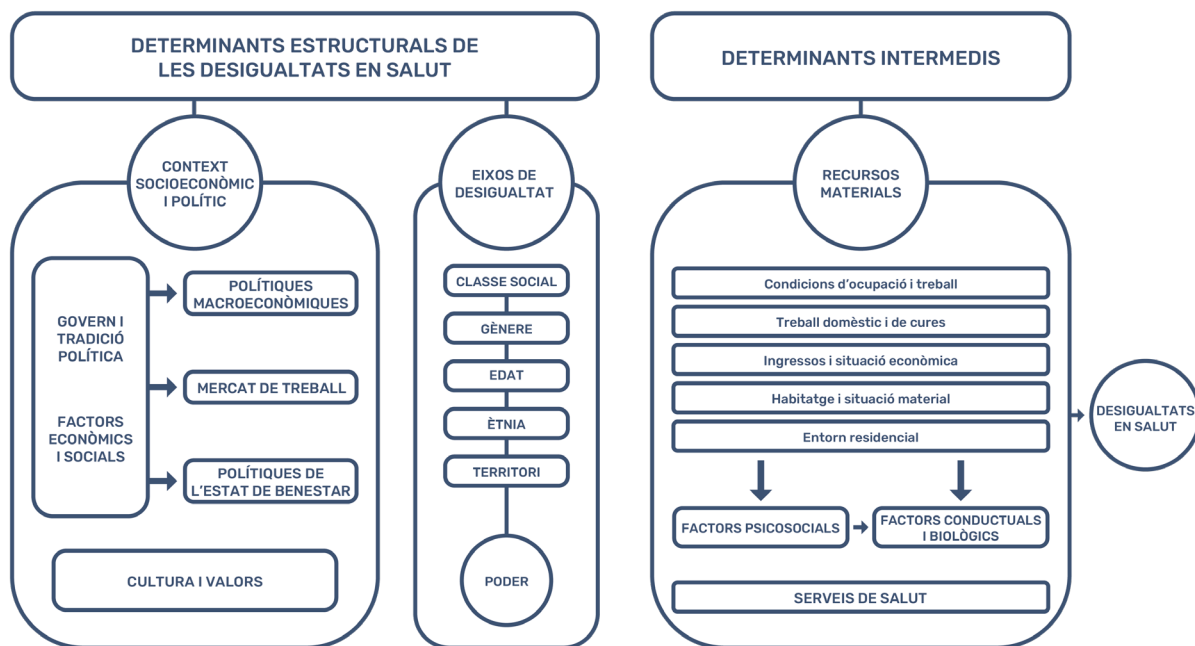 DETERMINANTS ESTRUCTURALS DE
LES DESIGUALTATS EN SALUT
CONTEXT
SOCIOECONÒMIC
I POLÍTIC
GOVERN I
TRADICIÓ
POLÍTICA
FACTORS
ECONÒMICS
I SOCIALS
POLÍTIQUES
MACROECONÒMIQUES
MERCAT DE TREBALL
POLÍTIQUES DE
L'ESTAT DE BENESTAR
CULTURA I VALORS
EIXOS DE
DESIGUALTAT
CLASSE SOCIAL
GÈNERE
EDAT
ÈTNIA
TERRITORI
PODER
DETERMINANTS INTERMEDIS
RECURSOS
MATERIALS
Condicions d'ocupació i treball
Treball domèstic i de cures
Ingressos i situació econòmica
Habitatge i situació material
Entorn residencial
FACTORS PSICOSOCIALS
FACTORS CONDUCTUALS
I BIOLÒGICS
SERVEIS DE SALUT
DESIGUALTATS
EN SALUT